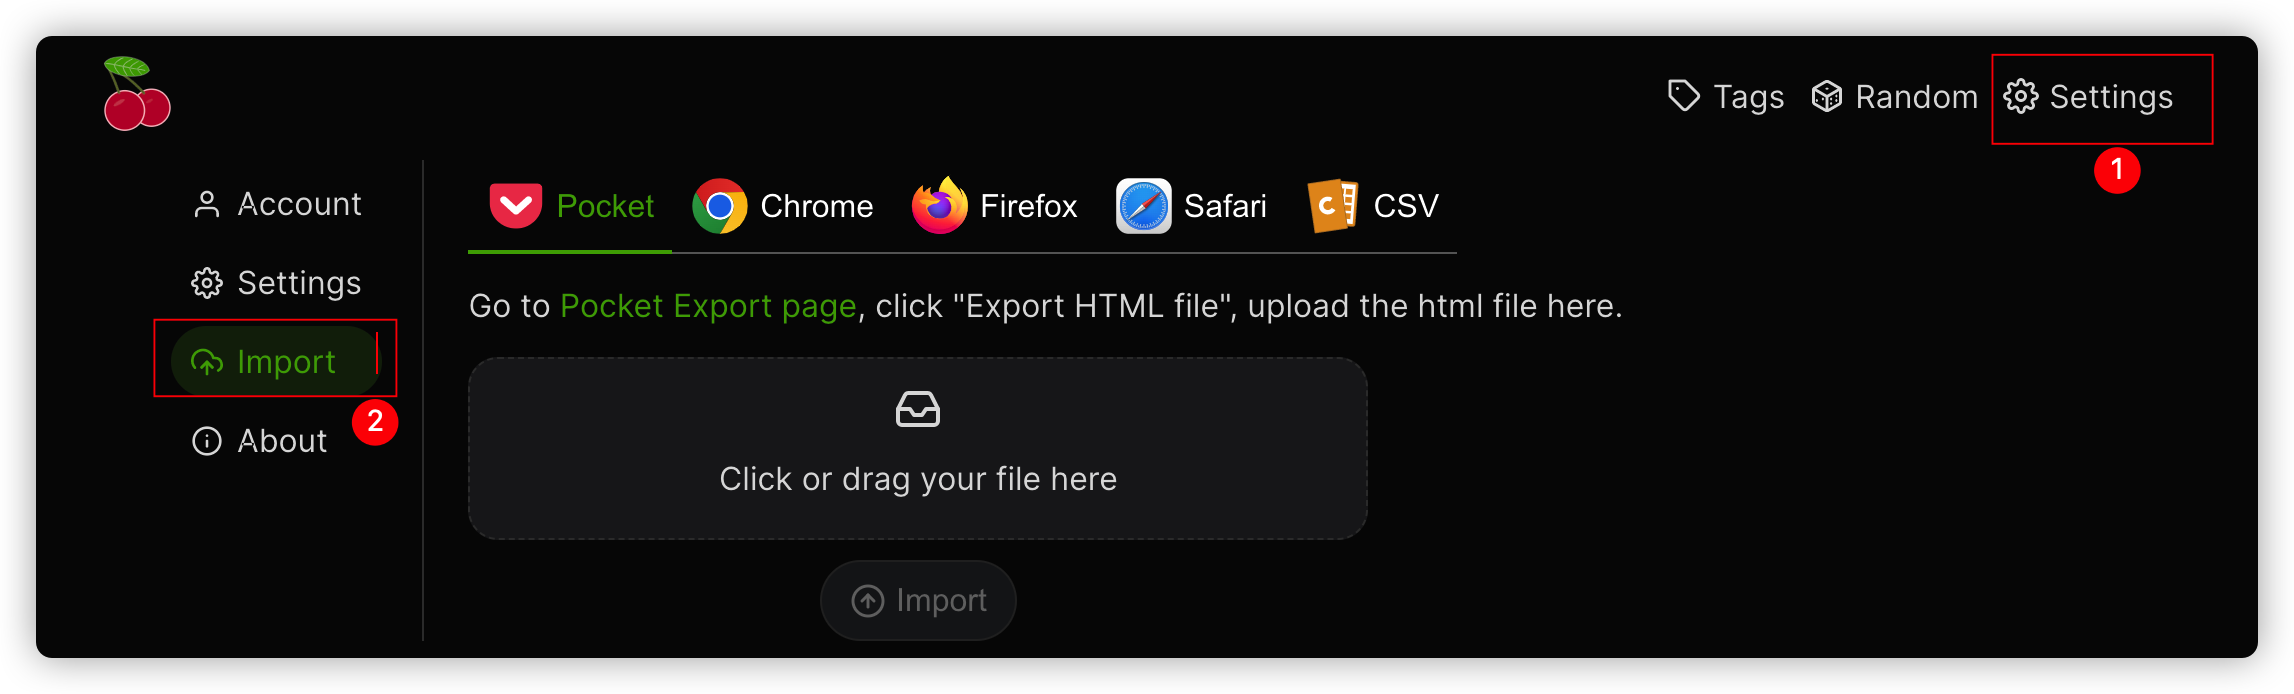 Tags Random Settings
1
Account
Settings
Import
2
About
Pocket Chrome Firefox Safari C CSV
Go to Pocket Export page, click "Export HTML file", upload the html file here.
Click or drag your file here
Import